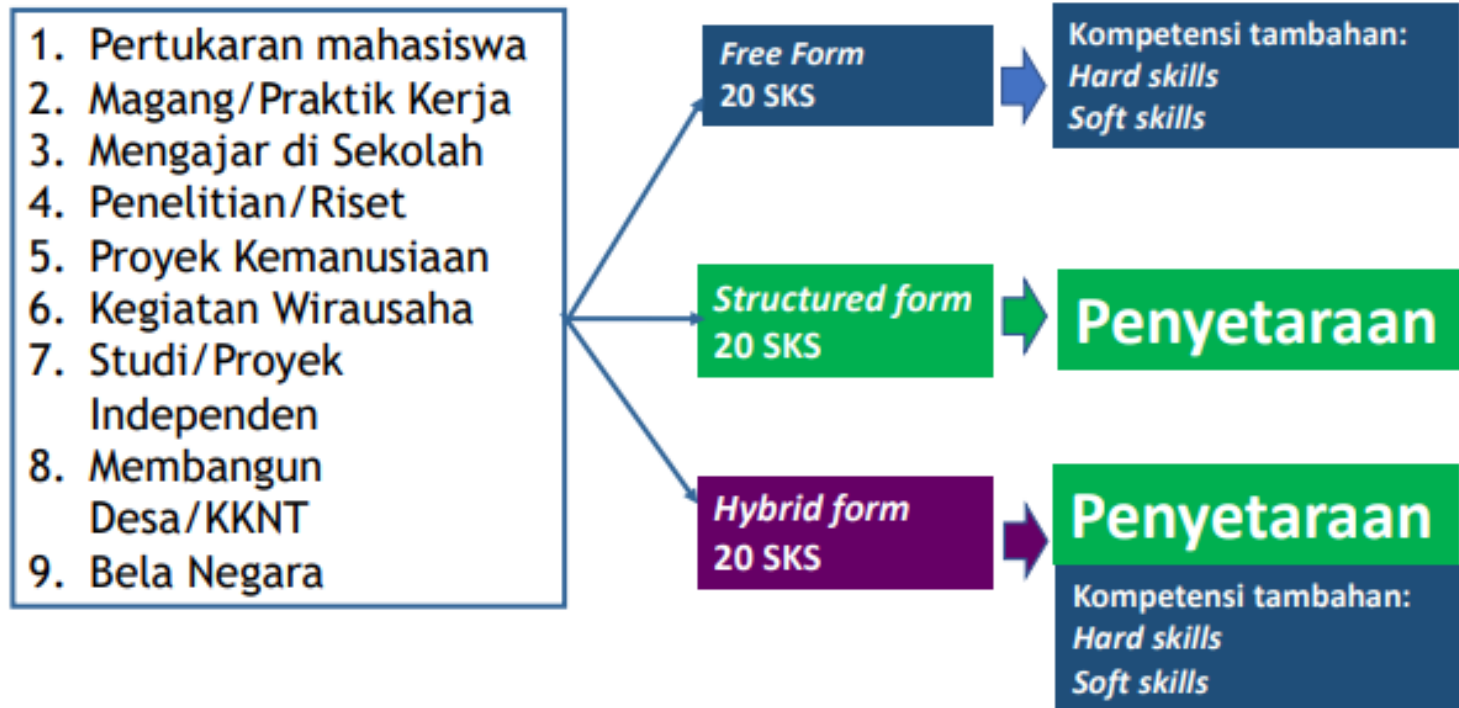 1. Pertukaran mahasiswa
2. Magang/Praktik Kerja
3. Mengajar di Sekolah
4. Penelitian/Riset
5. Proyek Kemanusiaan
6. Kegiatan Wirausaha
7. Studi/Proyek
Independen
8. Membangun
Desa/KKNT
9. Bela Negara
Free Form
20 SKS
Kompetensi tambahan:
Hard skills
Soft skills
Structured form
20 SKS
Penyetaraan
Hybrid form
20 SKS
Penyetaraan
Kompetensi tambahan:
Hard skills
Soft skills